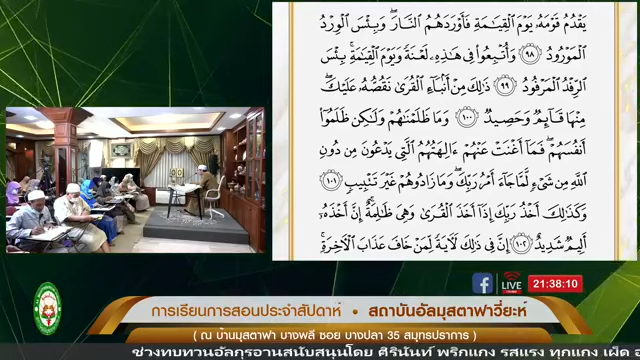 يَقْدُمُ قَوْمَهُۥ يَوْمَ ٱلْقِيَـٰمَةِ فَأَوْرَدَهُمُ ٱلنَّارَ ۖ وَبِئْسَ ٱلْوِرْدُ
ٱلْمَوْرُودُ ٩٨ وَأُتْبِعُوا۟ فِى هَـٰذِهِۦ لَعْنَةً وَيَوْمَ ٱلْقِيَـٰمَةِ ۚ بِئْسَ
ٱلرِّفْدُ ٱلْمَرْفُودُ ٩٩ ذَٰلِكَ مِنْ أَنۢبَآءِ ٱلْقُرَىٰ نَقُصُّهُۥ عَلَيْكَ ۖ
مِنْهَا قَآئِمٌ وَحَصِيدٌ ١٠٠ وَمَا ظَلَمْنَـٰهُمْ وَلَـٰكِن ظَلَمُوٓا۟
أَنفُسَهُمْ ۖ فَمَآ أَغْنَتْ عَنْهُمْ ءَالِهَتُهُمُ ٱلَّتِى يَدْعُونَ مِن دُونِ
ٱللَّهِ مِن شَىْءٍ لَّمَّا جَآءَ أَمْرُ رَبِّكَ ۖ وَمَا زَادُوهُمْ غَيْرَ تَتْبِيبٍ ١٠١
وَكَذَٰلِكَ أَخْذُ رَبِّكَ إِذَآ أَخَذَ ٱلْقُرَىٰ وَهِىَ ظَـٰلِمَةٌ ۚ إِنَّ أَخْذَهُۥٓ
أَلِيمٌ شَدِيدٌ ١٠٢ إِنَّ فِى ذَٰلِكَ لَـَٔايَةً لِّمَنْ خَافَ عَذَابَ ٱلْـَٔاخِرَةِ ۚ
LIVE
21:38:10
การเรียนการสอนประจำสัปดาห์ • สถาบันอัลมุสตาฟาวียะห์
( ณ บ้านมุสตาฟา บางพลี ซอย บางปลา 35 สมุทรปราการ )
ช่วงทบทวนอัลกุรอานสนับสนุนโดย ศิรินันท์ พริกแกง รสแรง ทุกแกง เผ็ด